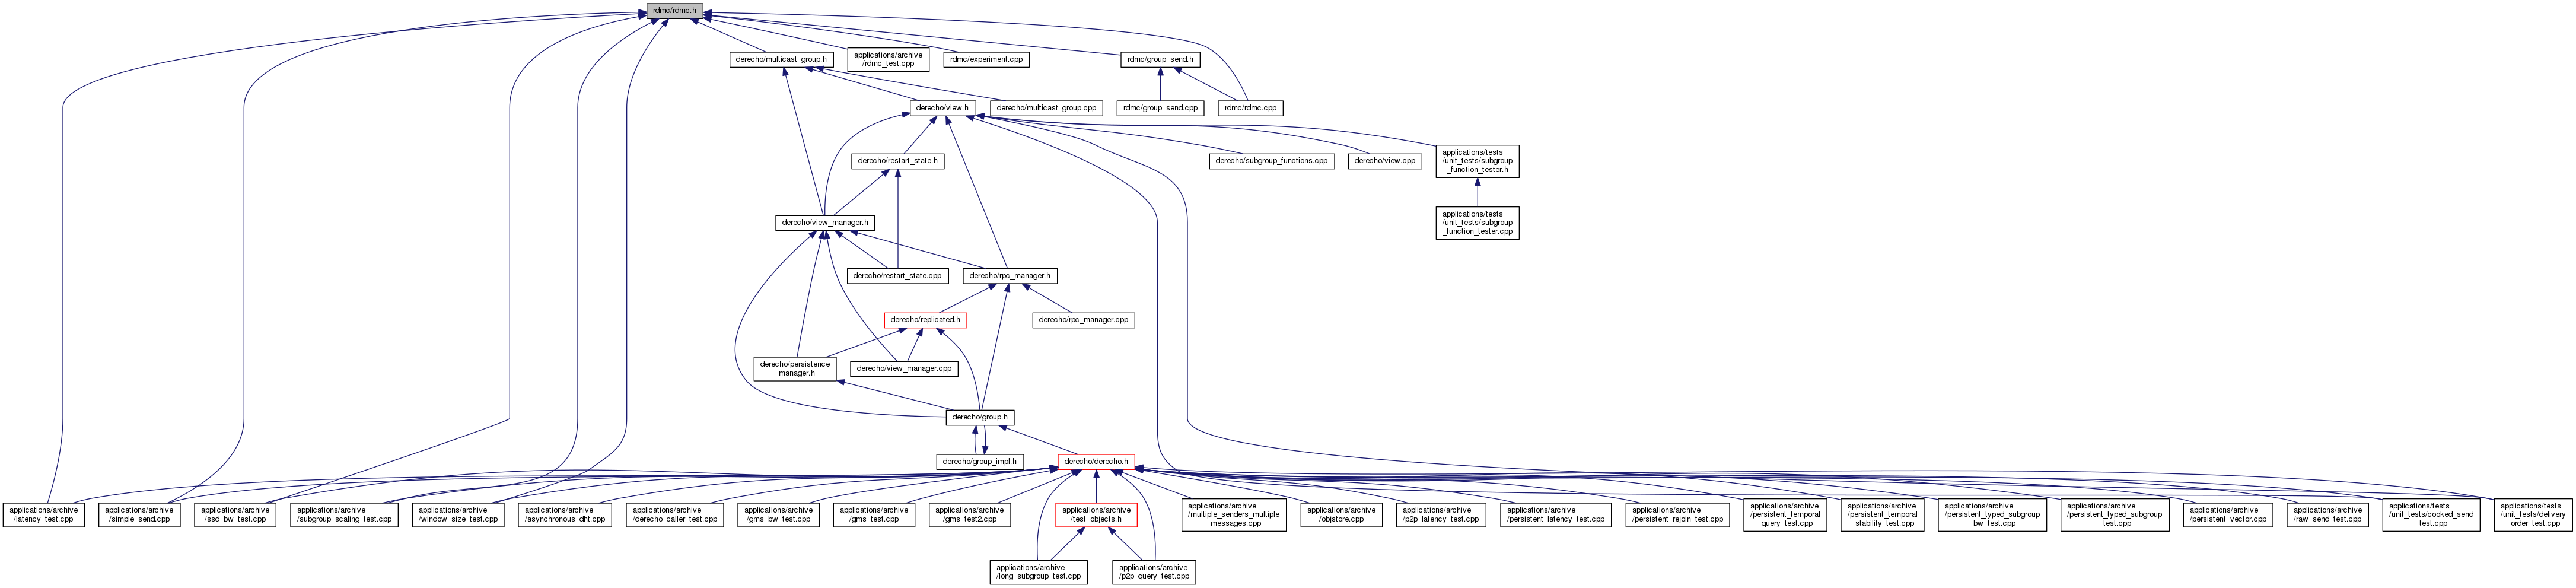 rdmc/rdmc.h
derecho/multicast_group.h
applications/archive
/rdmc_test.cpp
rdmc/experiment.cpp
rdmc/group_send.h
derecho/view.h
derecho/multicast_group.cpp
rdmc/group_send.cpp
rdmc/rdmc.cpp
derecho/restart_state.h
derecho/subgroup_functions.cpp
derecho/view.cpp
applications/tests
/unit_tests/subgroup
_function_tester.h
derecho/view_manager.h
applications/tests
/unit_tests/subgroup
_function_tester.cpp
derecho/restart_state.cpp
derecho/rpc_manager.h
derecho/replicated.h
derecho/rpc_manager.cpp
derecho/persistence
_manager.h
derecho/view_manager.cpp
derecho/group.h
derecho/group_impl.h
derecho/derecho.h
applications/archive
/latency_test.cpp
applications/archive
/simple_send.cpp
applications/archive
/ssd_bw_test.cpp
applications/archive
/subgroup_scaling_test.cpp
applications/archive
/window_size_test.cpp
applications/archive
/asynchronous_dht.cpp
applications/archive
/derecho_caller_test.cpp
applications/archive
/gms_bw_test.cpp
applications/archive
/gms_test.cpp
applications/archive
/gms_test2.cpp
applications/archive
/test_objects.h
applications/archive
/multiple_senders_multiple
_messages.cpp
applications/archive
/objstore.cpp
applications/archive
/p2p_latency_test.cpp
applications/archive
/persistent_latency_test.cpp
applications/archive
/persistent_rejoin_test.cpp
applications/archive
/persistent_temporal
_query_test.cpp
applications/archive
/persistent_temporal
_stability_test.cpp
applications/archive
/persistent_typed_subgroup
_bw_test.cpp
applications/archive
/persistent_typed_subgroup
_test.cpp
applications/archive
/persistent_vector.cpp
applications/archive
/raw_send_test.cpp
applications/tests
/unit_tests/cooked_send
_test.cpp
applications/tests
/unit_tests/delivery
_order_test.cpp
applications/archive
/long_subgroup_test.cpp
applications/archive
/p2p_query_test.cpp